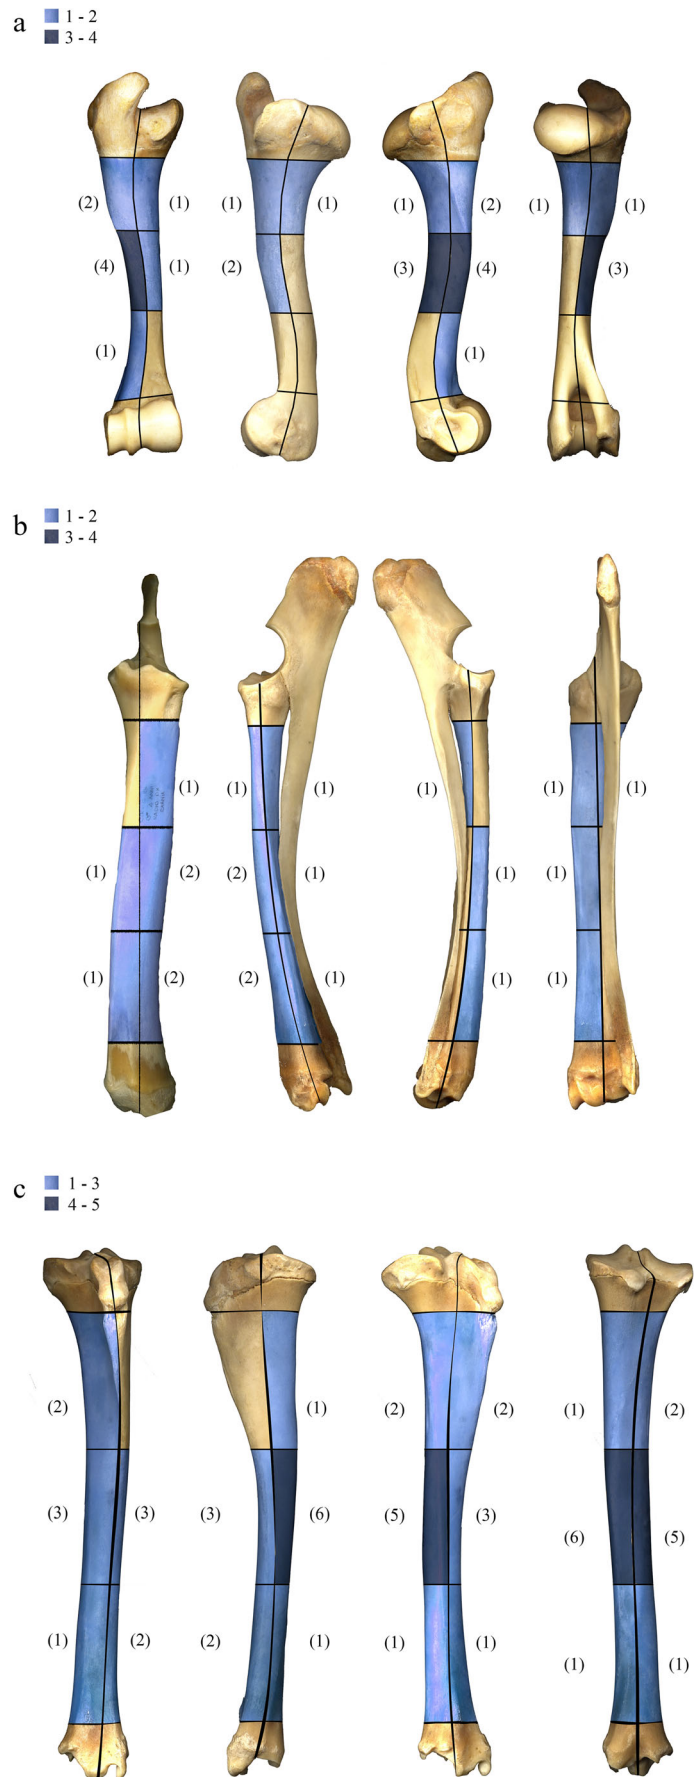 a
1 - 2
3 - 4
(2) (1) (1) (1) (1) (2) (1) (1)
(4) (1) (2) (3) (4) (3)
(1) (1)
b
1 - 2
3 - 4
(1) (1) (1) (1) (1)
(1) (2) (2) (1) (1) (1)
(1) (2) (2) (1) (1) (1)
c
1 - 3
4 - 5
(2) (1) (2) (2) (1) (2)
(3) (3) (3) (6) (5) (3) (6) (5)
(1) (2) (2) (1) (1) (1) (1) (1)